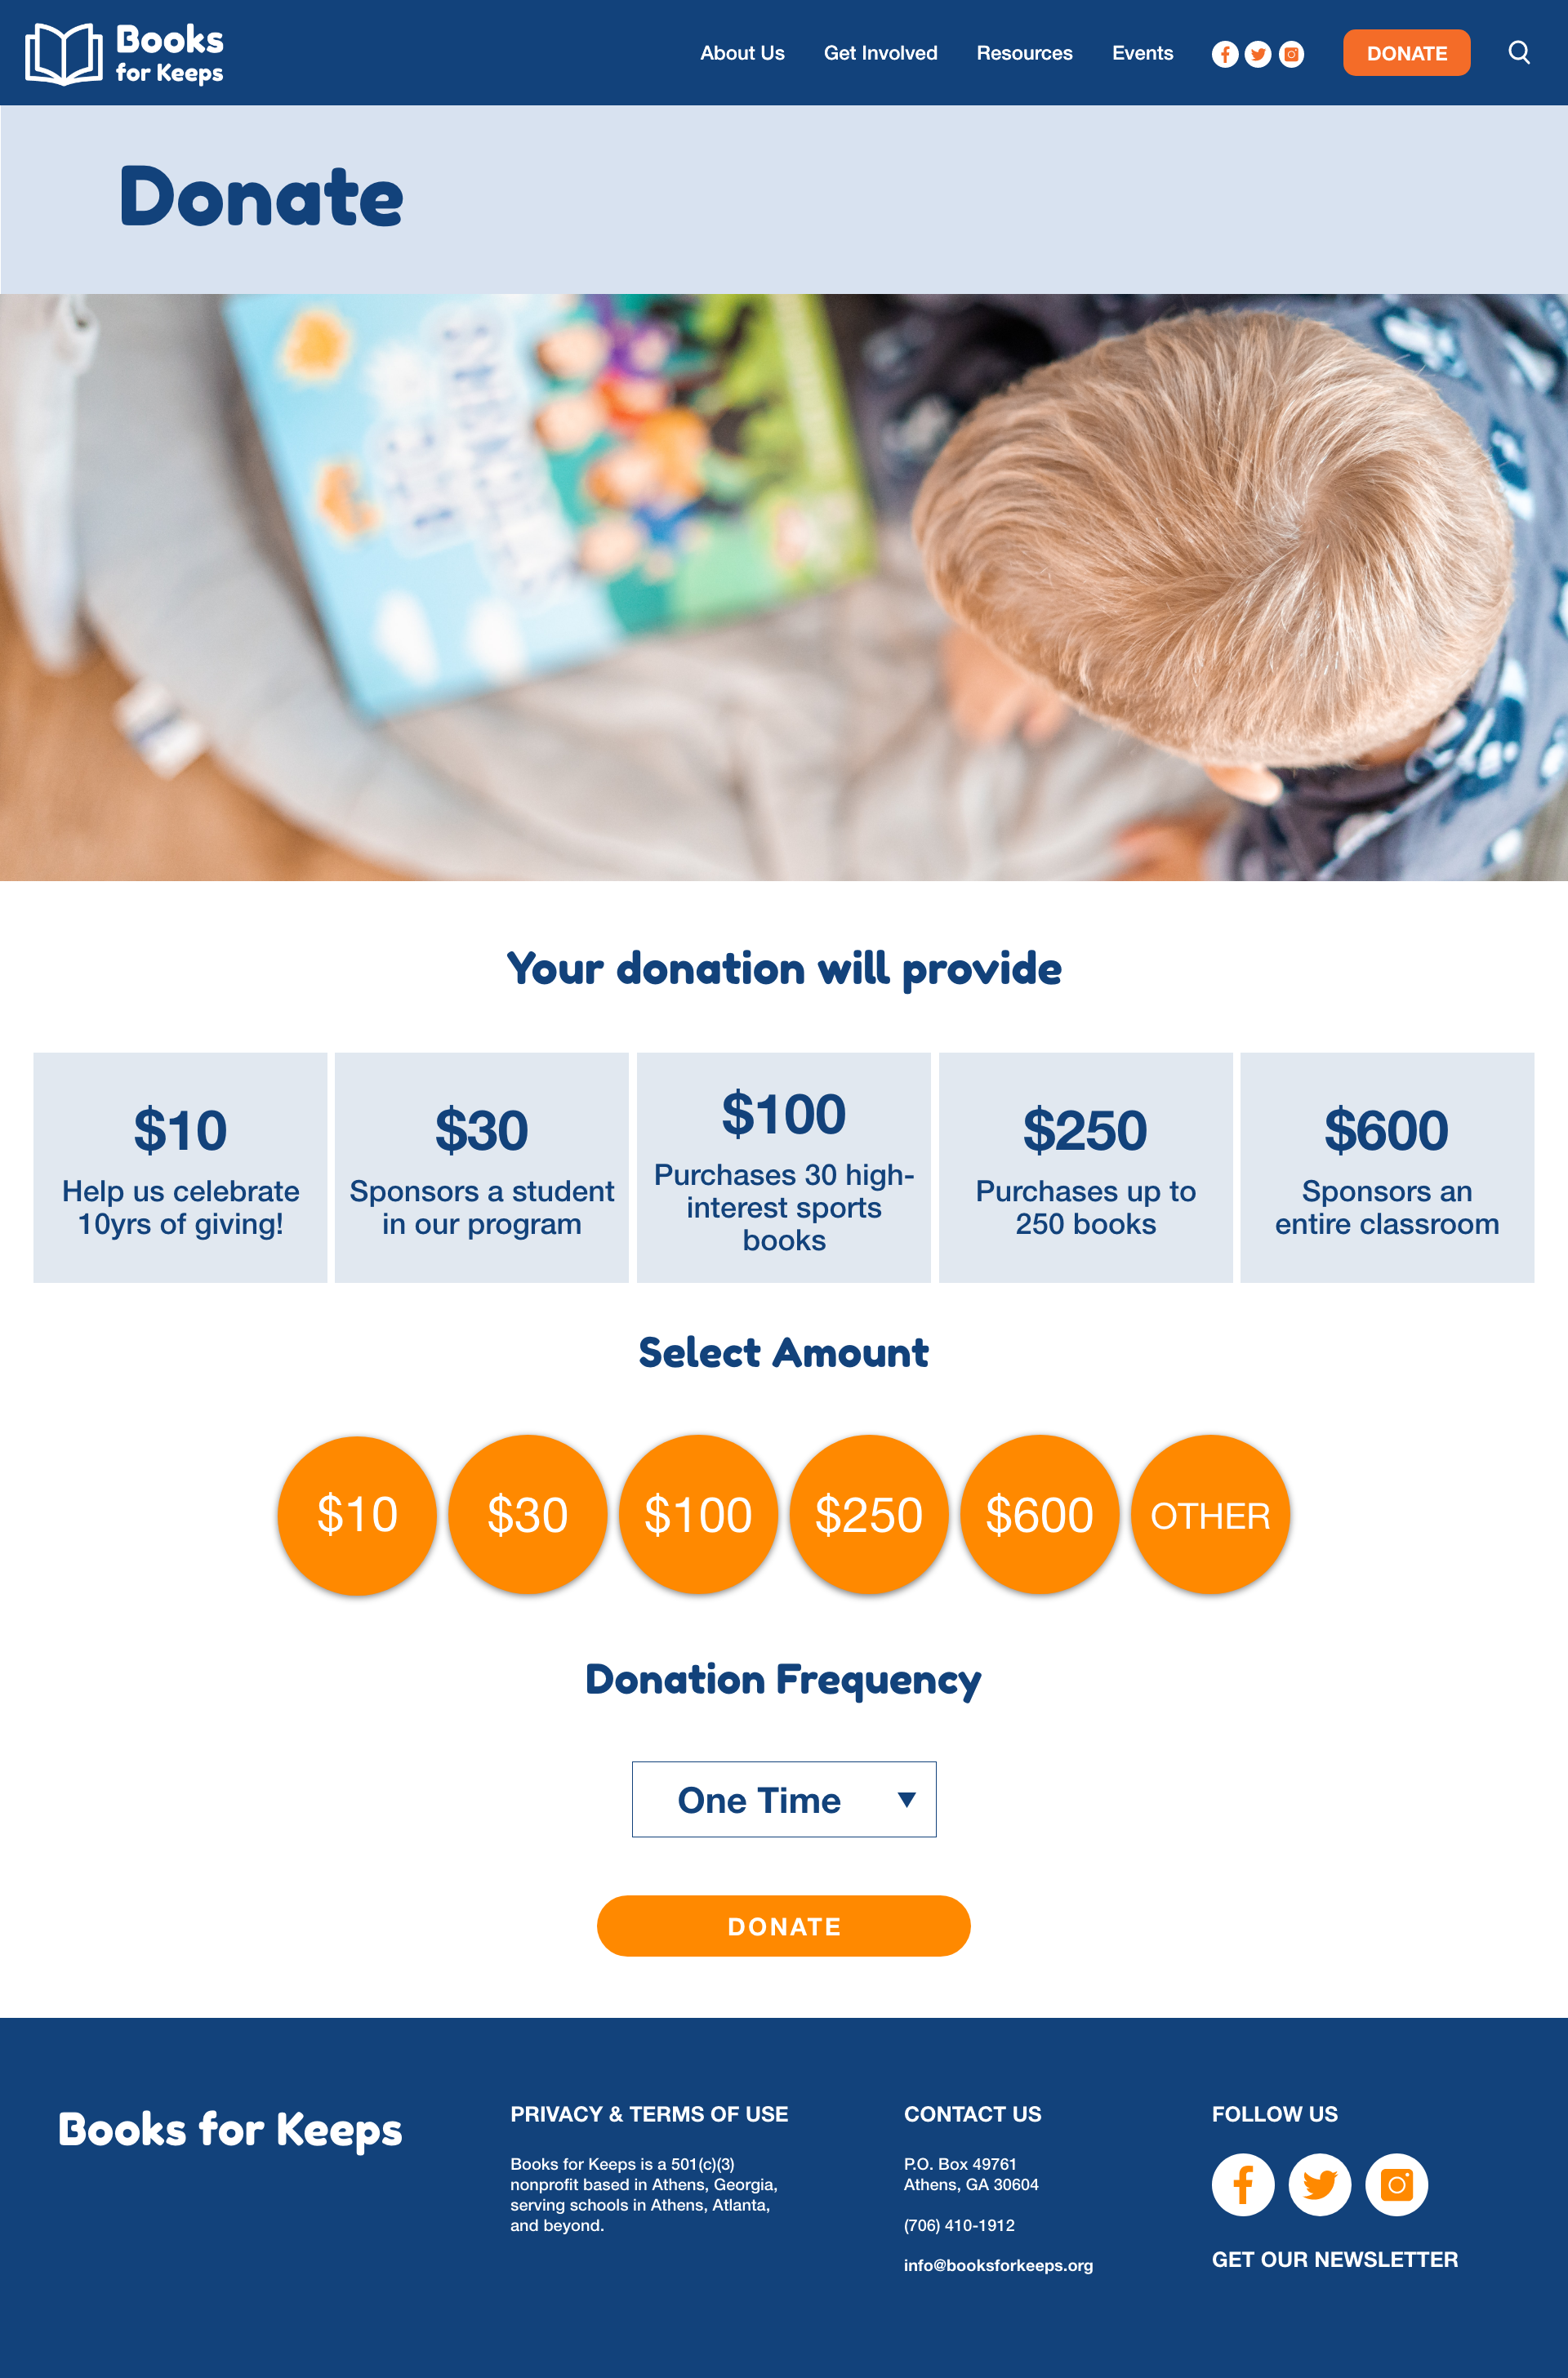 Books
for Keeps
About Us
Get Involved
Resources
Events
DONATE
Donate
Your donation will provide
$10
Help us celebrate
10yrs of giving!
$30
Sponsors a student
in our program
$100
Purchases 30 high-
interest sports
books
$250
Purchases up to
250 books
$600
Sponsors an
entire classroom
Select Amount
$10
$30
$100
$250
$600
OTHER
Donation Frequency
One Time
DONATE
Books for Keeps
PRIVACY & TERMS OF USE
Books for Keeps is a 501(c)(3)
nonprofit based in Athens, Georgia,
serving schools in Athens, Atlanta,
and beyond.
CONTACT US
P.O. Box 49761
Athens, GA 30604
(706) 410-1912
info@booksforkeeps.org
FOLLOW US
GET OUR NEWSLETTER